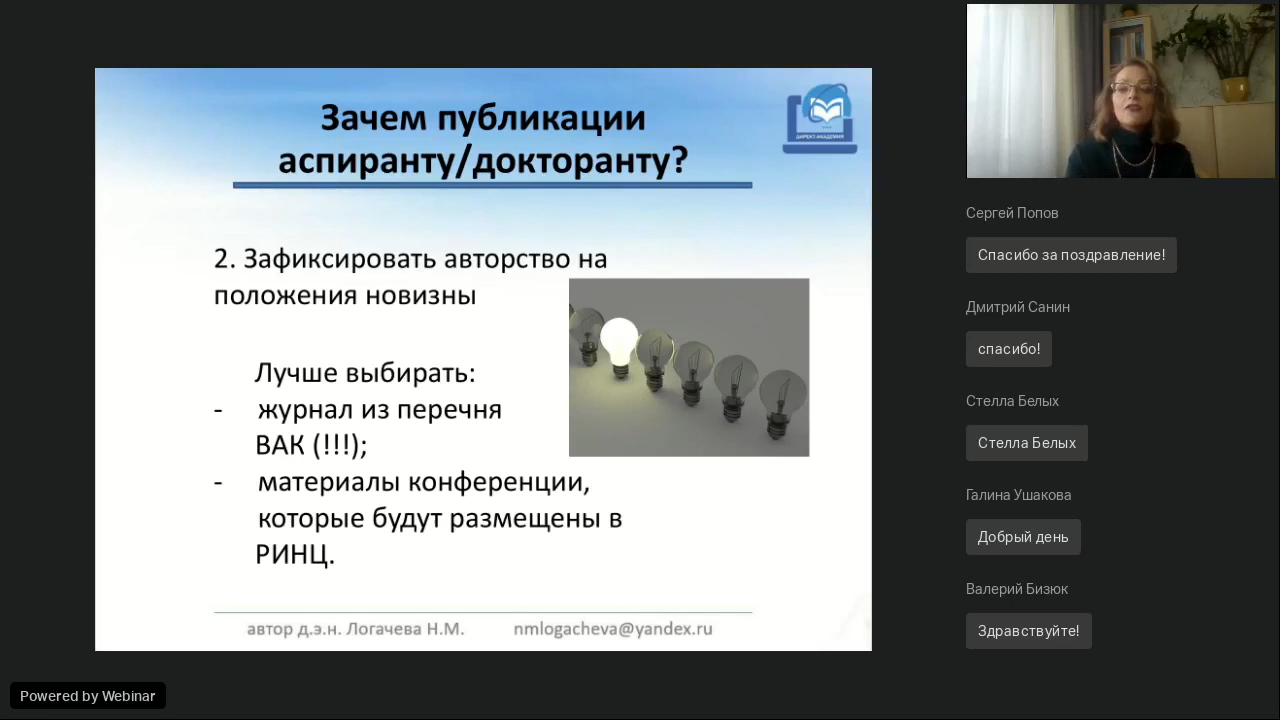 Зачем публикации
аспиранту/докторанту?
ДИРЕКТ-АКАДЕМИЯ
2. Зафиксировать авторство на
положения новизны
Лучше выбирать:
- журнал из перечня
ВАК (!!!);
- материалы конференции,
которые будут размещены в
РИНЦ.
автор д.э.н. Логачева Н.М. nmlogacheva@yandex.ru
Сергей Попов
Спасибо за поздравление!
Дмитрий Санин
спасибо!
Стелла Белых
Стелла Белых
Галина Ушакова
Добрый день
Валерий Бизюк
Здравствуйте!
Powered by Webinar